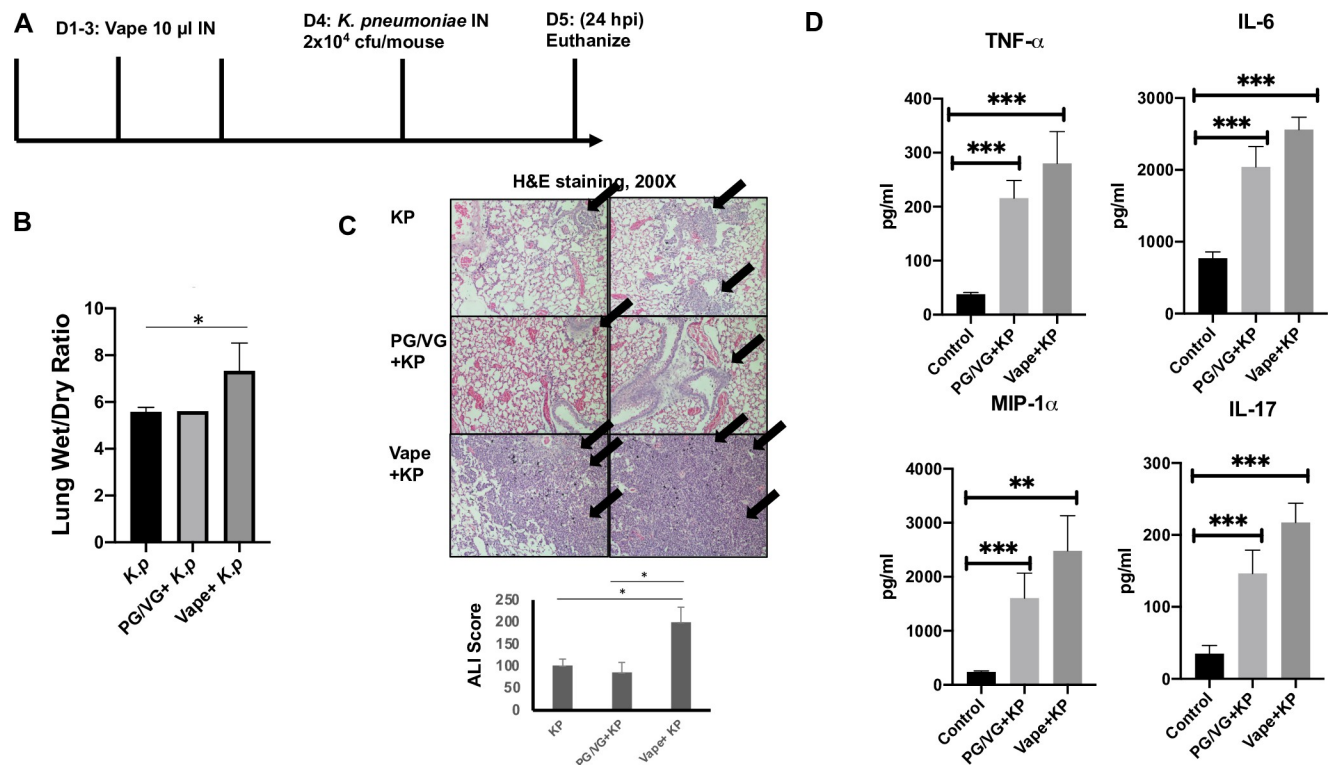 A
D1-3: Vape 10 µl IN
D4: K. pneumoniae IN
2x10⁴ cfu/mouse
D5: (24 hpi)
Euthanize
B
Lung Wet/Dry Ratio
10
8
6
4
2
0
*
K.p
PG/VG+ K.p
Vape+ K.p
C
H&E staining, 200X
KP
PG/VG
+KP
Vape
+KP
ALI Score
250
200
150
100
50
0
*
*
KP
PG/VG+KP
Vape+ KP
D
TNF-α
pg/ml
400
300
200
100
0
***
***
Control
PG/VG+KP
Vape+KP
IL-6
pg/ml
3000
2000
1000
0
***
***
Control
PG/VG+KP
Vape+KP
MIP-1α
pg/ml
4000
3000
2000
1000
0
**
***
Control
PG/VG+KP
Vape+KP
IL-17
pg/ml
300
200
100
0
***
***
Control
PG/VG+KP
Vape+KP